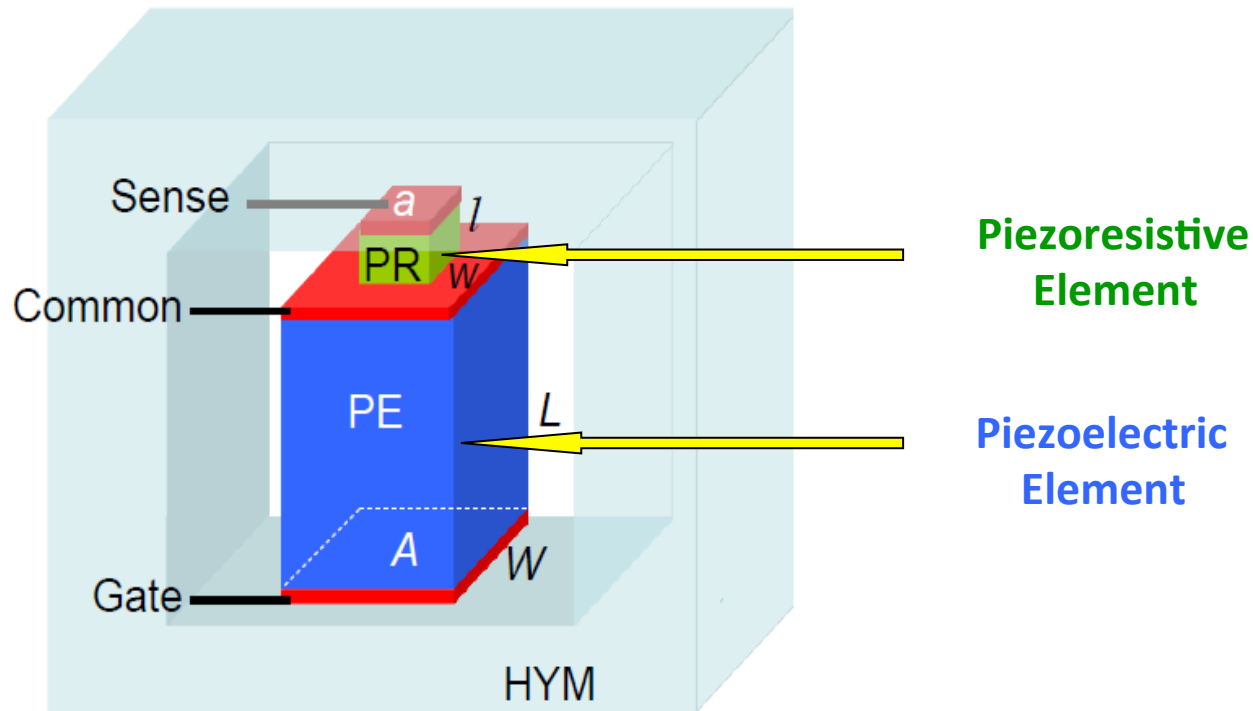 Sense
a
l
PR
w
Common
PE
L
A
W
Gate
HYM
Piezoresistive
Element
Piezoelectric
Element